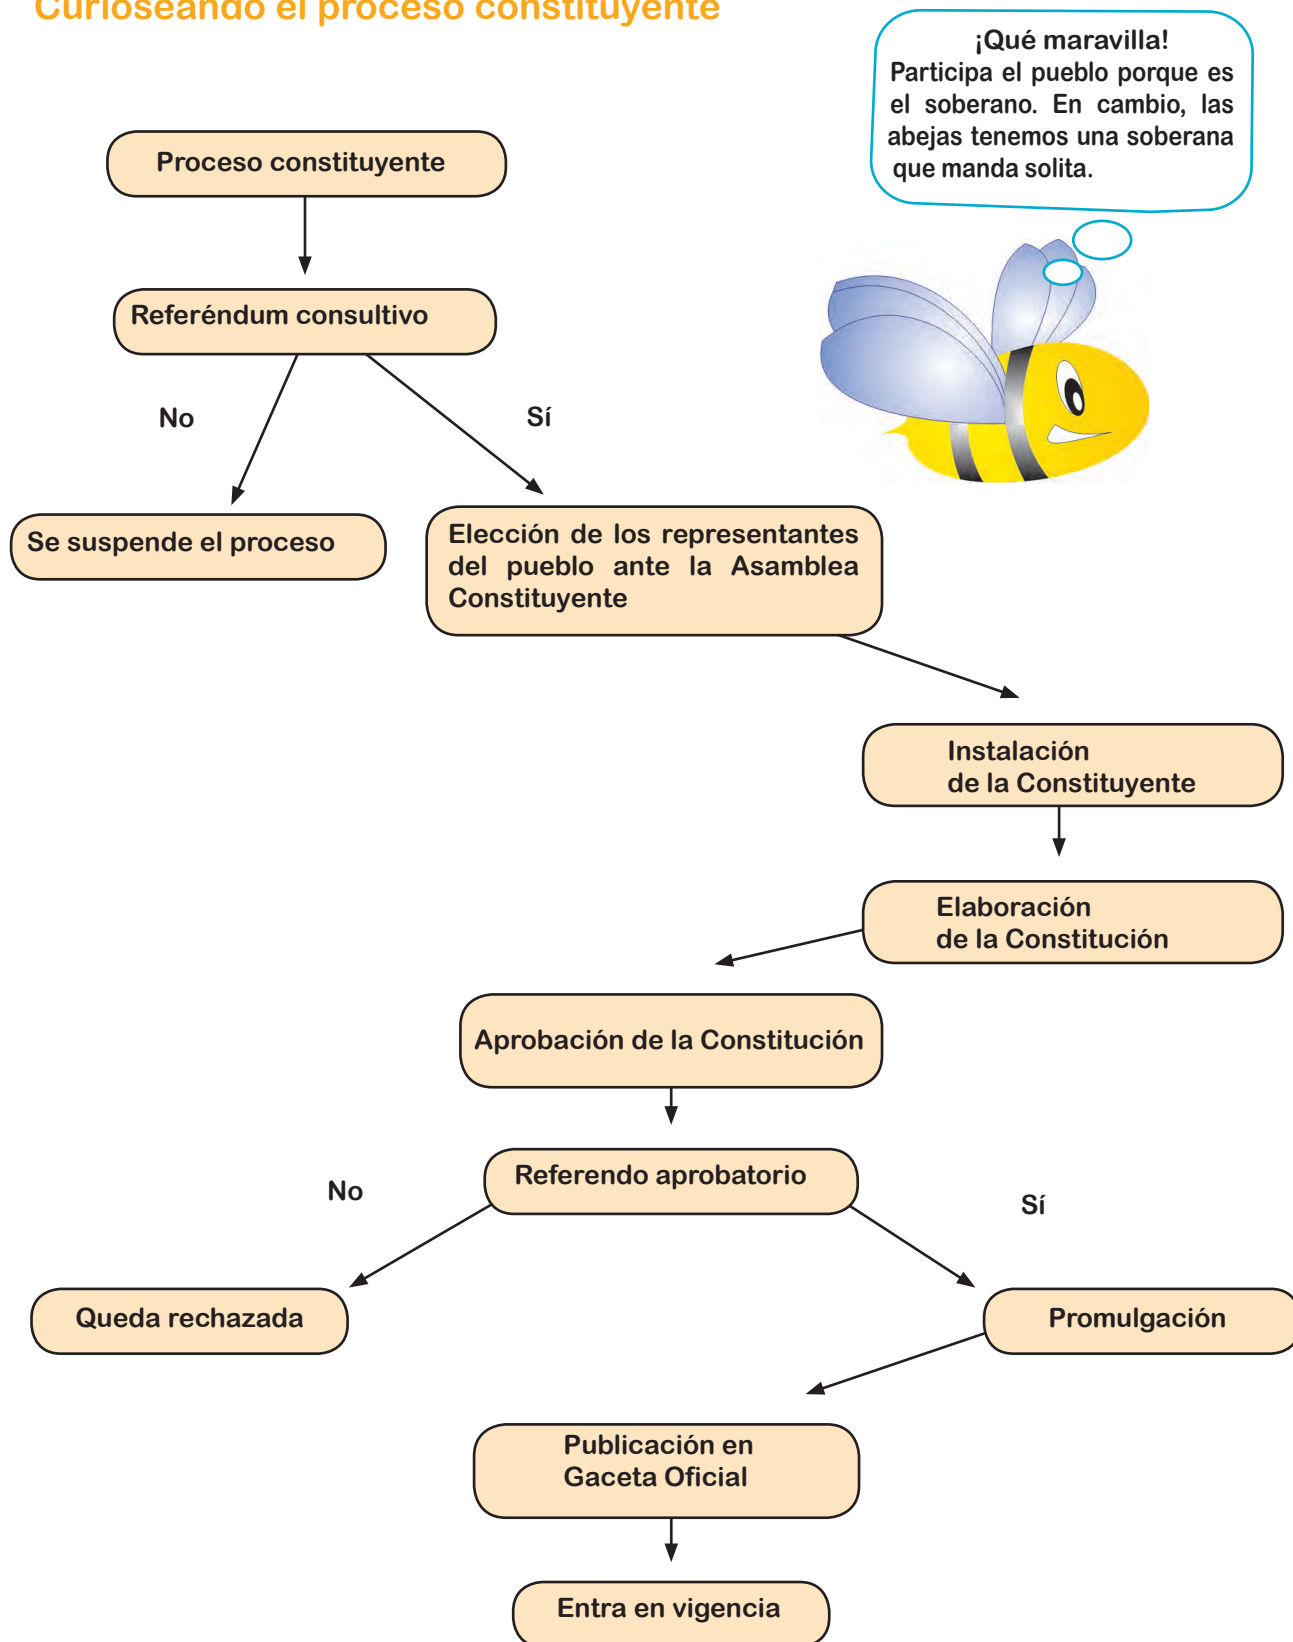 Curioseando el proceso constituyente
¡Qué maravilla!
Participa el pueblo porque es
el soberano. En cambio, las
abejas tenemos una soberana
que manda solita.
Proceso constituyente
Referéndum consultivo
No
Sí
Se suspende el proceso
Elección de los representantes
del pueblo ante la Asamblea
Constituyente
Instalación
de la Constituyente
Elaboración
de la Constitución
Aprobación de la Constitución
Referendo aprobatorio
No
Sí
Queda rechazada
Promulgación
Publicación en
Gaceta Oficial
Entra en vigencia